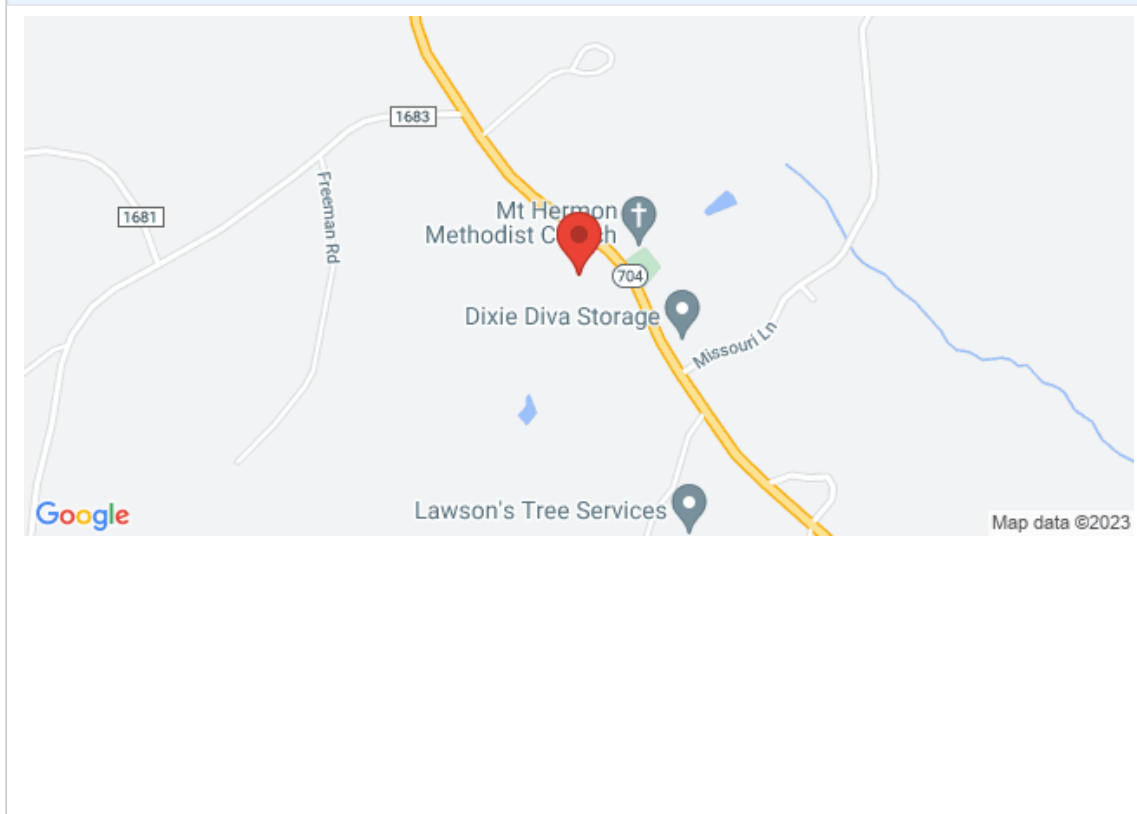 1683
1681
Freeman Rd
Mt Hermon
Methodist C ch
704
Dixie Diva Storage
Missouri Ln
Lawson's Tree Services
Google
Map data ©2023